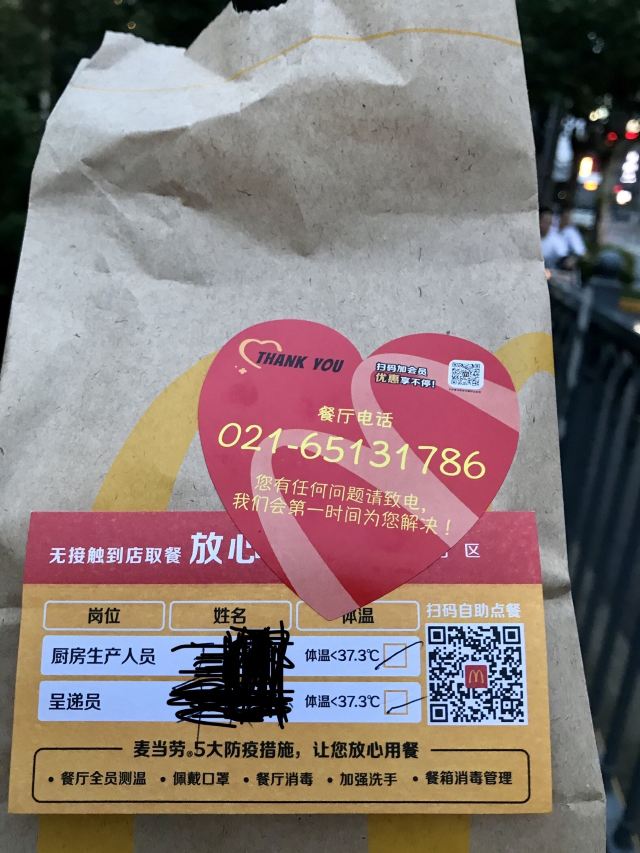 THANK YOU
扫码加会员
优惠享不停!
餐厅电话
021-65131786
您有任何问题请致电,
我们会第一时间为您解决!
无接触到店取餐 放心
区
岗位 姓名 体温
扫码自助点餐
厨房生产人员 体温<37.3℃
呈递员 体温<37.3℃
麦当劳®5大防疫措施,让您放心用餐
• 餐厅全员测温 • 佩戴口罩 • 餐厅消毒 • 加强洗手 • 餐箱消毒管理